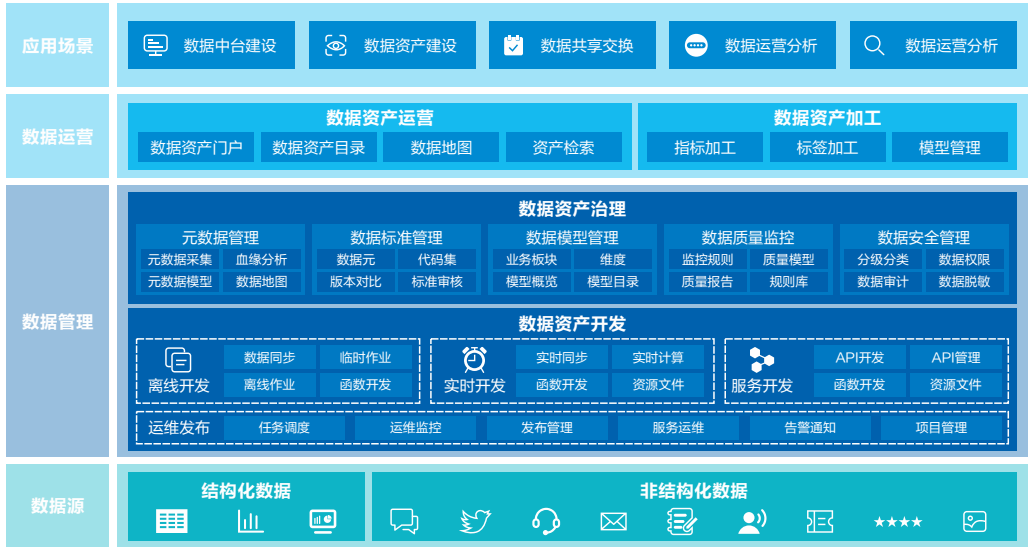 应用场景
数据中台建设 数据资产建设 数据共享交换 数据运营分析 数据运营分析
数据运营
数据资产运营 数据资产加工
数据资产门户 数据资产目录 数据地图 资产检索 指标加工 标签加工 模型管理
数据管理
数据资产治理
元数据管理 数据标准管理 数据模型管理 数据质量监控 数据安全管理
元数据采集 血缘分析 数据元 代码集 业务板块 维度 监控规则 质量模型 分级分类 数据权限
元数据模型 数据地图 版本对比 标准审核 模型概览 模型目录 质量报告 规则库 数据审计 数据脱敏
数据资产开发
离线开发 数据同步 临时作业 实时开发 实时同步 实时计算 服务开发 API开发 API管理
离线作业 函数开发 函数开发 资源文件 函数开发 资源文件
运维发布 任务调度 运维监控 发布管理 服务运维 告警通知 项目管理
数据源
结构化数据 非结构化数据